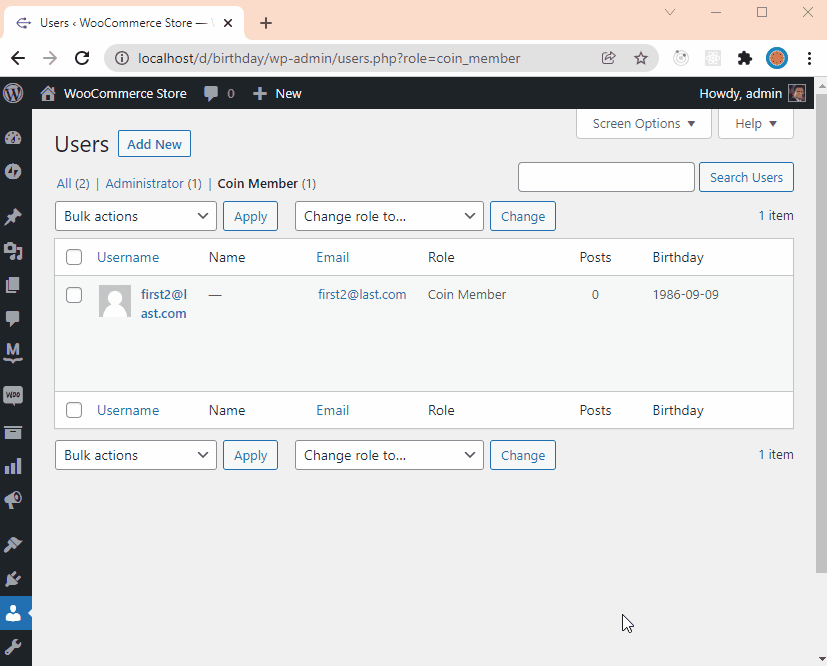 Users ‹ WooCommerce Store —
localhost/d/birthday/wp-admin/users.php?role=coin_member
WooCommerce Store 0 New Howdy, admin
Screen Options Help
Users Add New
All (2) | Administrator (1) | Coin Member (1) Search Users
Bulk actions Apply Change role to... Change 1 item
Username Name Email Role Posts Birthday
first2@l — first2@last.com Coin Member 0 1986-09-09
ast.com
M
WOO
Username Name Email Role Posts Birthday
Bulk actions Apply Change role to... Change 1 item